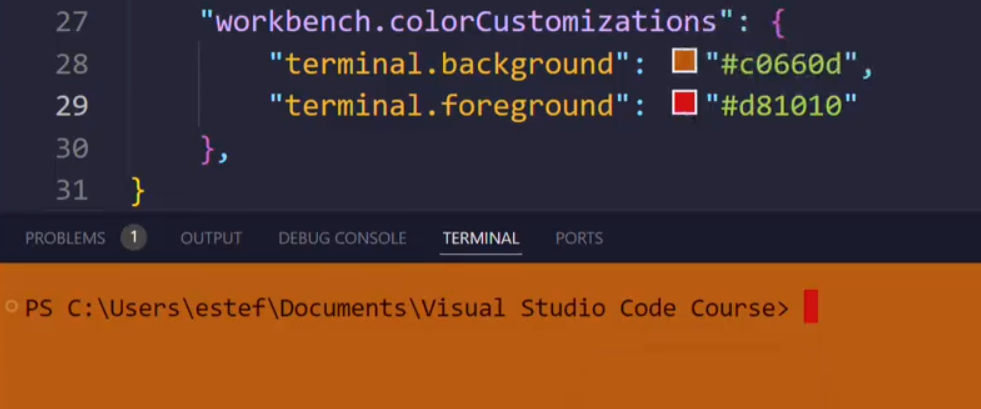 27 "workbench.colorCustomizations": {
28 "terminal.background": "#c0660d",
29 "terminal.foreground": "#d81010"
30 },
31 }
PROBLEMS 1 OUTPUT DEBUG CONSOLE TERMINAL PORTS
PS C:\Users\estef\Documents\Visual Studio Code Course>